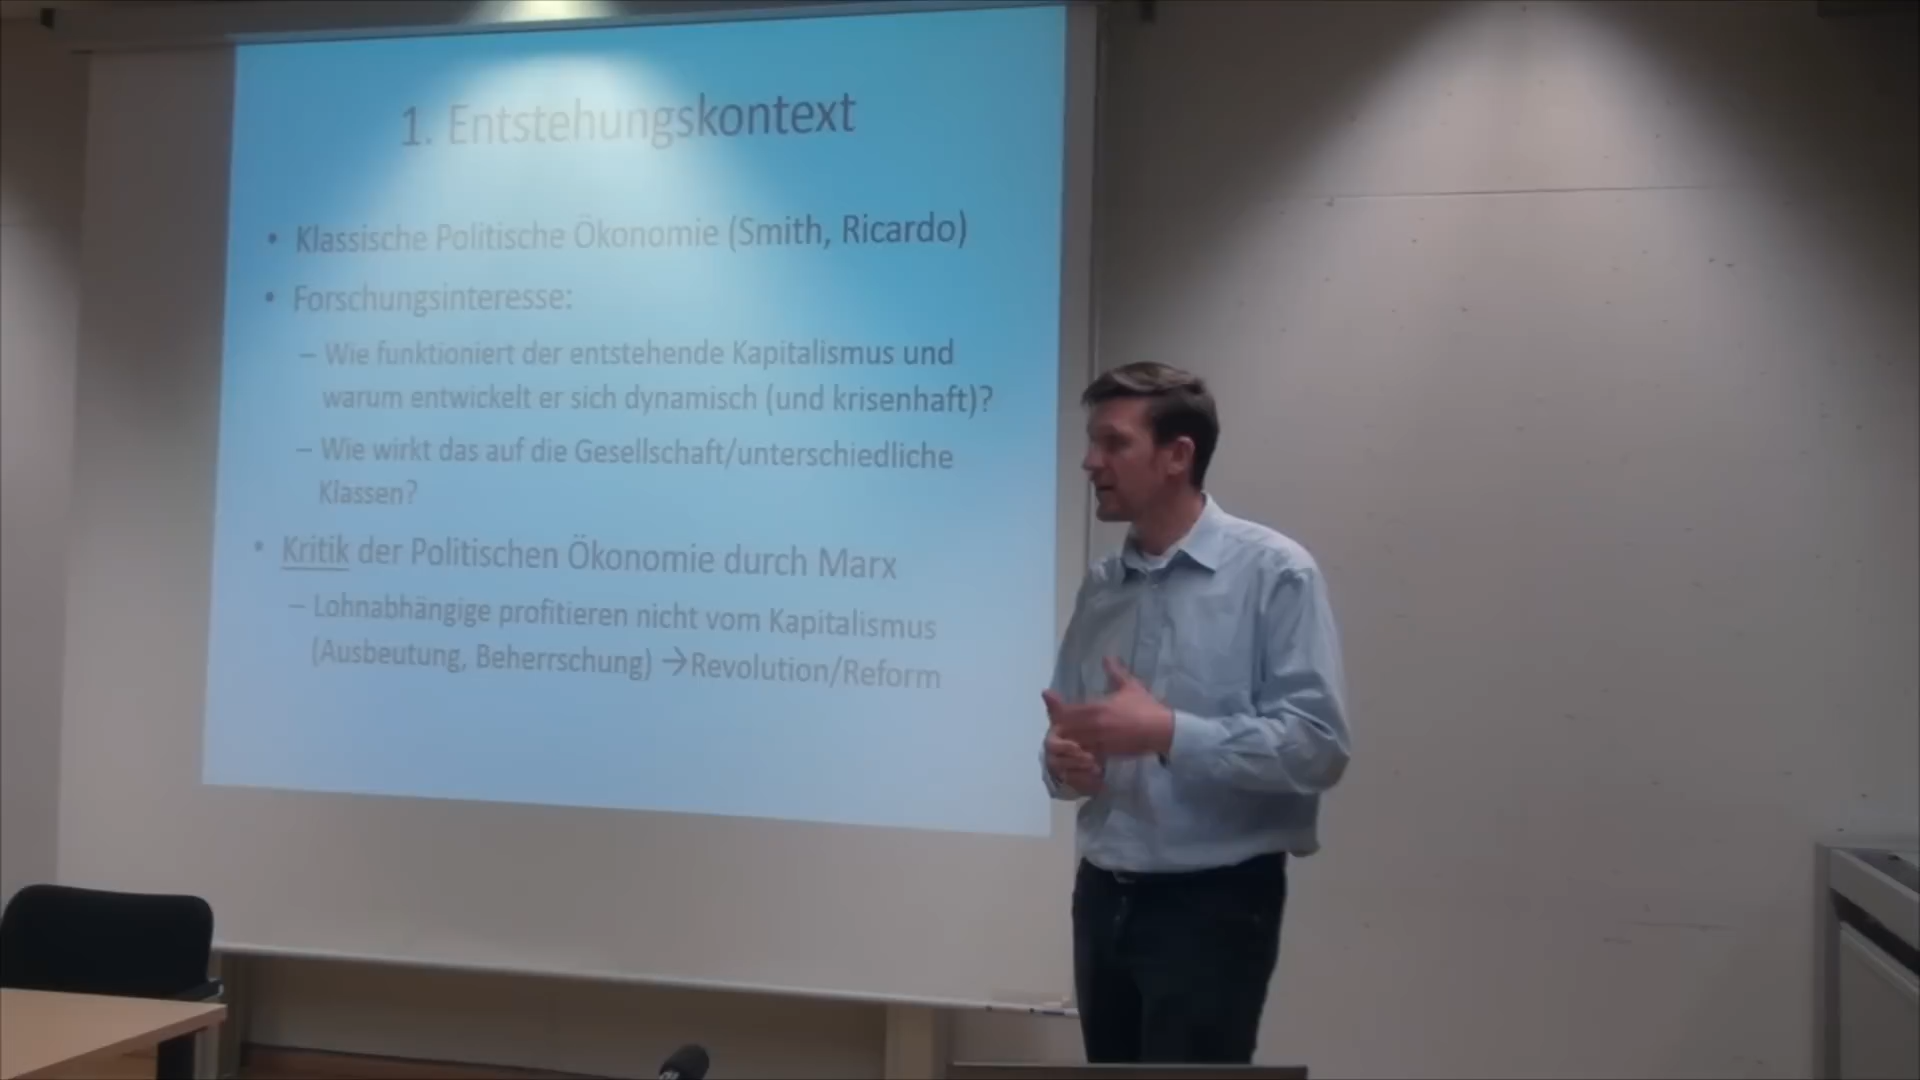 1. Entstehungskontext
• Klassische Politische Ökonomie (Smith, Ricardo)
• Forschungsinteresse:
– Wie funktioniert der entstehende Kapitalismus und
warum entwickelt er sich dynamisch (und krisenhaft)?
– Wie wirkt das auf die Gesellschaft/unterschiedliche
Klassen?
• Kritik der Politischen Ökonomie durch Marx
– Lohnabhängige profitieren nicht vom Kapitalismus
(Ausbeutung, Beherrschung) →Revolution/Reform